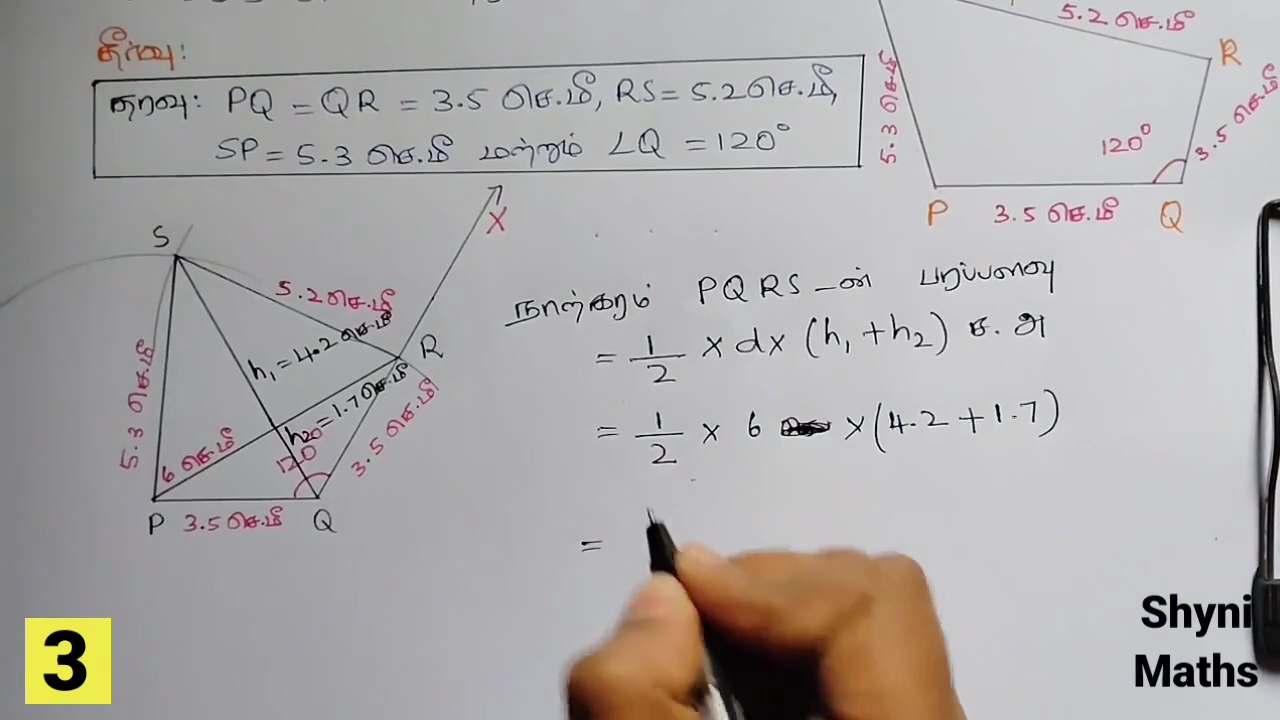 தீர்வு:
தரவு: PQ = QR = 3.5 செ.மீ, RS = 5.2 செ.மீ,
SP = 5.3 செ.மீ மற்றும் ∠Q = 120°
5.2 செ.மீ
R
5.3 செ.மீ
120°
3.5 செ.மீ
P 3.5 செ.மீ Q
S
X
5.2 செ.மீ
h₁ = 4.2 செ.மீ
R
5.3 செ.மீ
h₂ = 1.7 செ.மீ
6 செ.மீ
120
3.5 செ.மீ
P 3.5 செ.மீ Q
நாற்கரம் PQRS-ன் பரப்பளவு
= 1/2 × d × (h₁ + h₂) ச. அ
= 1/2 × 6 × (4.2 + 1.7)
=
3
Shyni
Maths